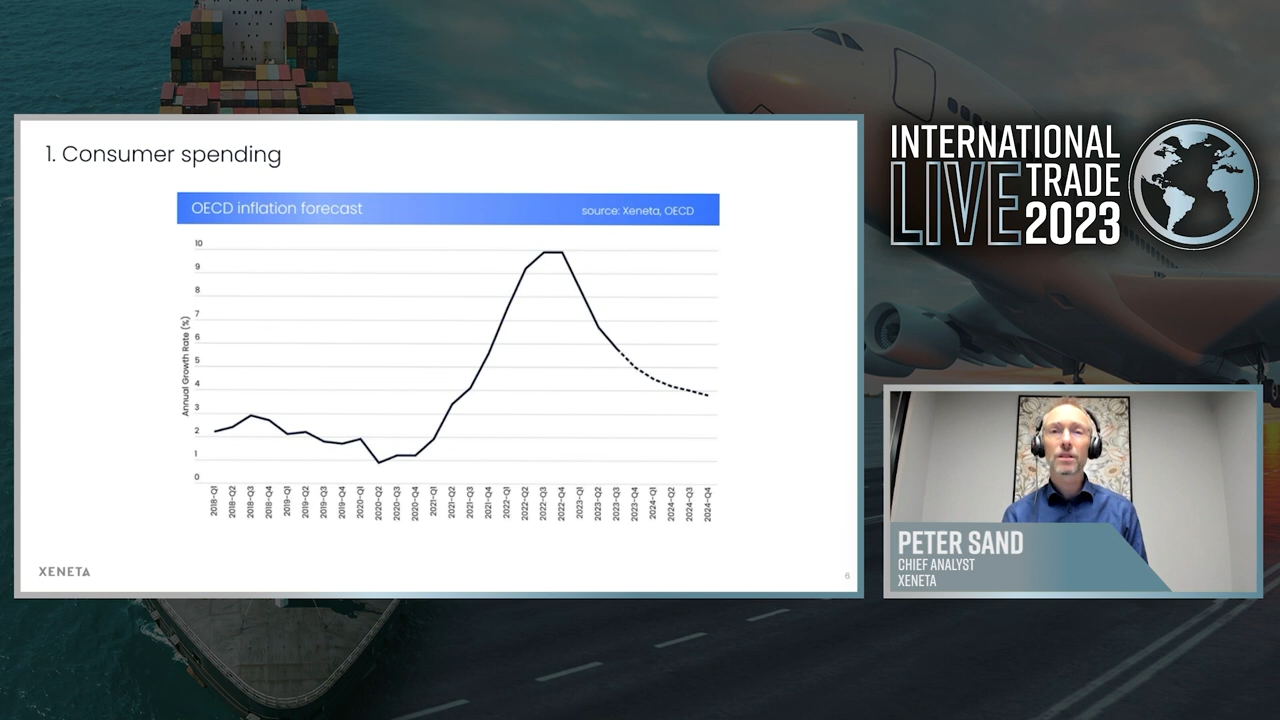 1. Consumer spending
OECD inflation forecast
source: Xeneta, OECD
Annual Growth Rate (%)
10
9
8
7
6
5
4
3
2
1
0
2018-Q1
2018-Q2
2018-Q3
2018-Q4
2019-Q1
2019-Q2
2019-Q3
2019-Q4
2020-Q1
2020-Q2
2020-Q3
2020-Q4
2021-Q1
2021-Q2
2021-Q3
2021-Q4
2022-Q1
2022-Q2
2022-Q3
2022-Q4
2023-Q1
2023-Q2
2023-Q3
2023-Q4
2024-Q1
2024-Q2
2024-Q3
2024-Q4
XENETA
6
INTERNATIONAL
LIVE TRADE
2023
PETER SAND
CHIEF ANALYST
XENETA